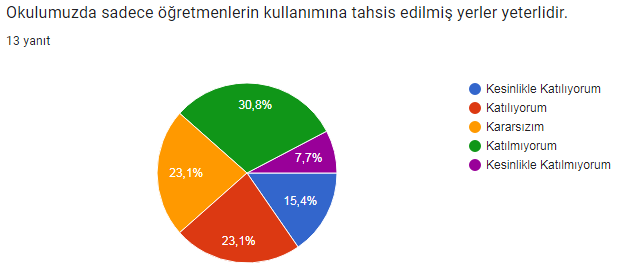 Okulumuzda sadece öğretmenlerin kullanımına tahsis edilmiş yerler yeterlidir.
13 yanıt
Kesinlikle Katılıyorum
Katılıyorum
Kararsızım
Katılmıyorum
Kesinlikle Katılmıyorum
30,8%
7,7%
23,1%
15,4%
23,1%